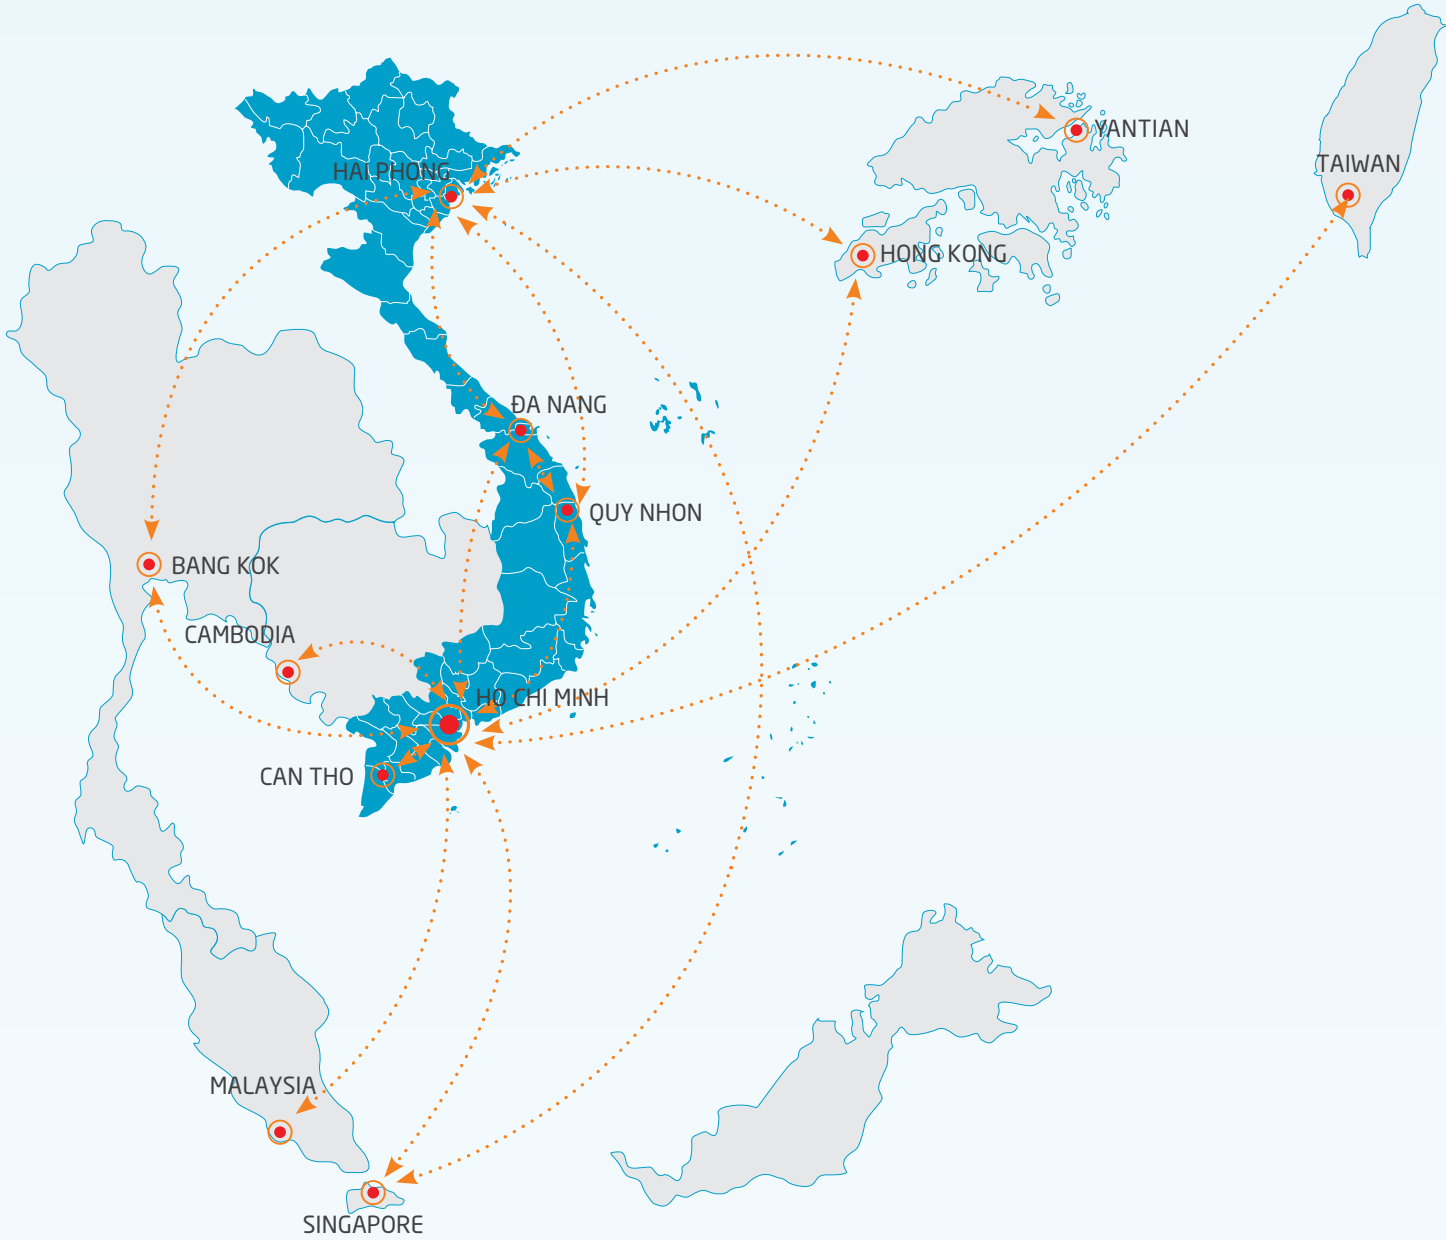 YANTIAN
TAIWAN
HAI PHONG
HONG KONG
ĐA NANG
QUY NHON
BANG KOK
CAMBODIA
HO CHI MINH
CAN THO
MALAYSIA
SINGAPORE